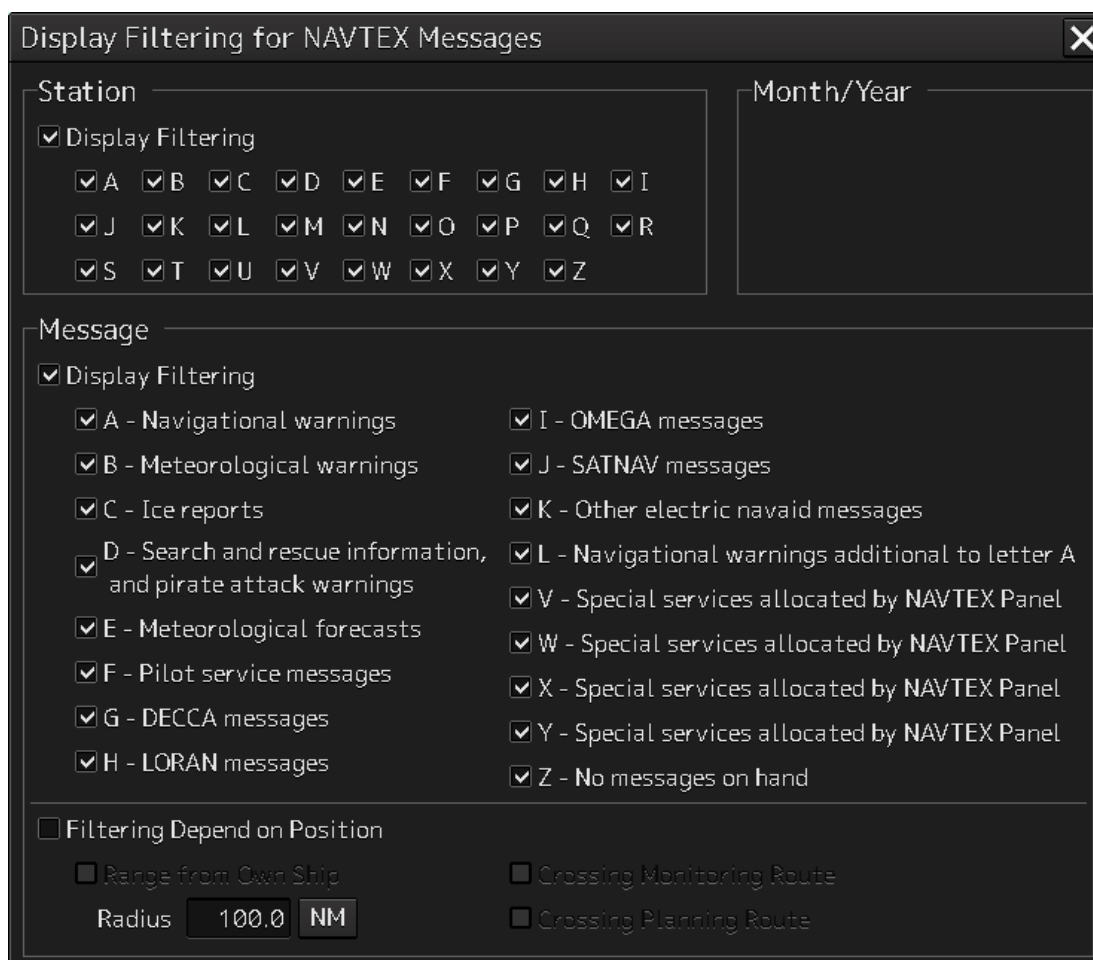 Display Filtering for NAVTEX Messages
Station
Display Filtering
A B C D E F G H I
J K L M N O P Q R
S T U V W X Y Z
Month/Year
Message
Display Filtering
A - Navigational warnings
B - Meteorological warnings
C - Ice reports
D - Search and rescue information,
and pirate attack warnings
E - Meteorological forecasts
F - Pilot service messages
G - DECCA messages
H - LORAN messages
I - OMEGA messages
J - SATNAV messages
K - Other electric navaid messages
L - Navigational warnings additional to letter A
V - Special services allocated by NAVTEX Panel
W - Special services allocated by NAVTEX Panel
X - Special services allocated by NAVTEX Panel
Y - Special services allocated by NAVTEX Panel
Z - No messages on hand
Filtering Depend on Position
Range from Own Ship
Radius 100.0 NM
Crossing Monitoring Route
Crossing Planning Route